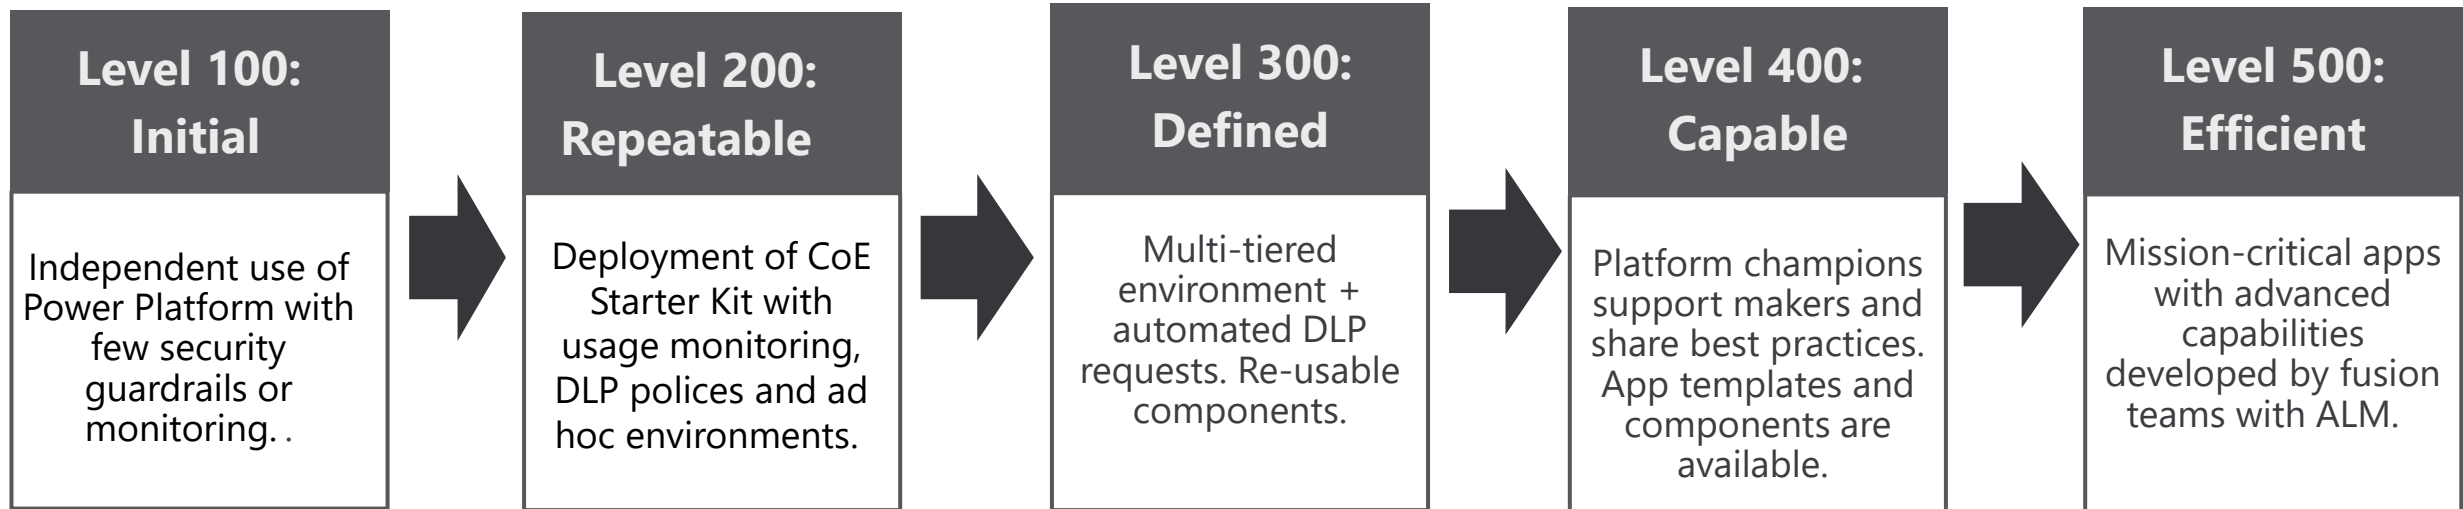 Level 100:
Initial
Independent use of
Power Platform with
few security
guardrails or
monitoring. .
Level 200:
Repeatable
Deployment of CoE
Starter Kit with
usage monitoring,
DLP polices and ad
hoc environments.
Level 300:
Defined
Multi-tiered
environment +
automated DLP
requests. Re-usable
components.
Level 400:
Capable
Platform champions
support makers and
share best practices.
App templates and
components are
available.
Level 500:
Efficient
Mission-critical apps
with advanced
capabilities
developed by fusion
teams with ALM.